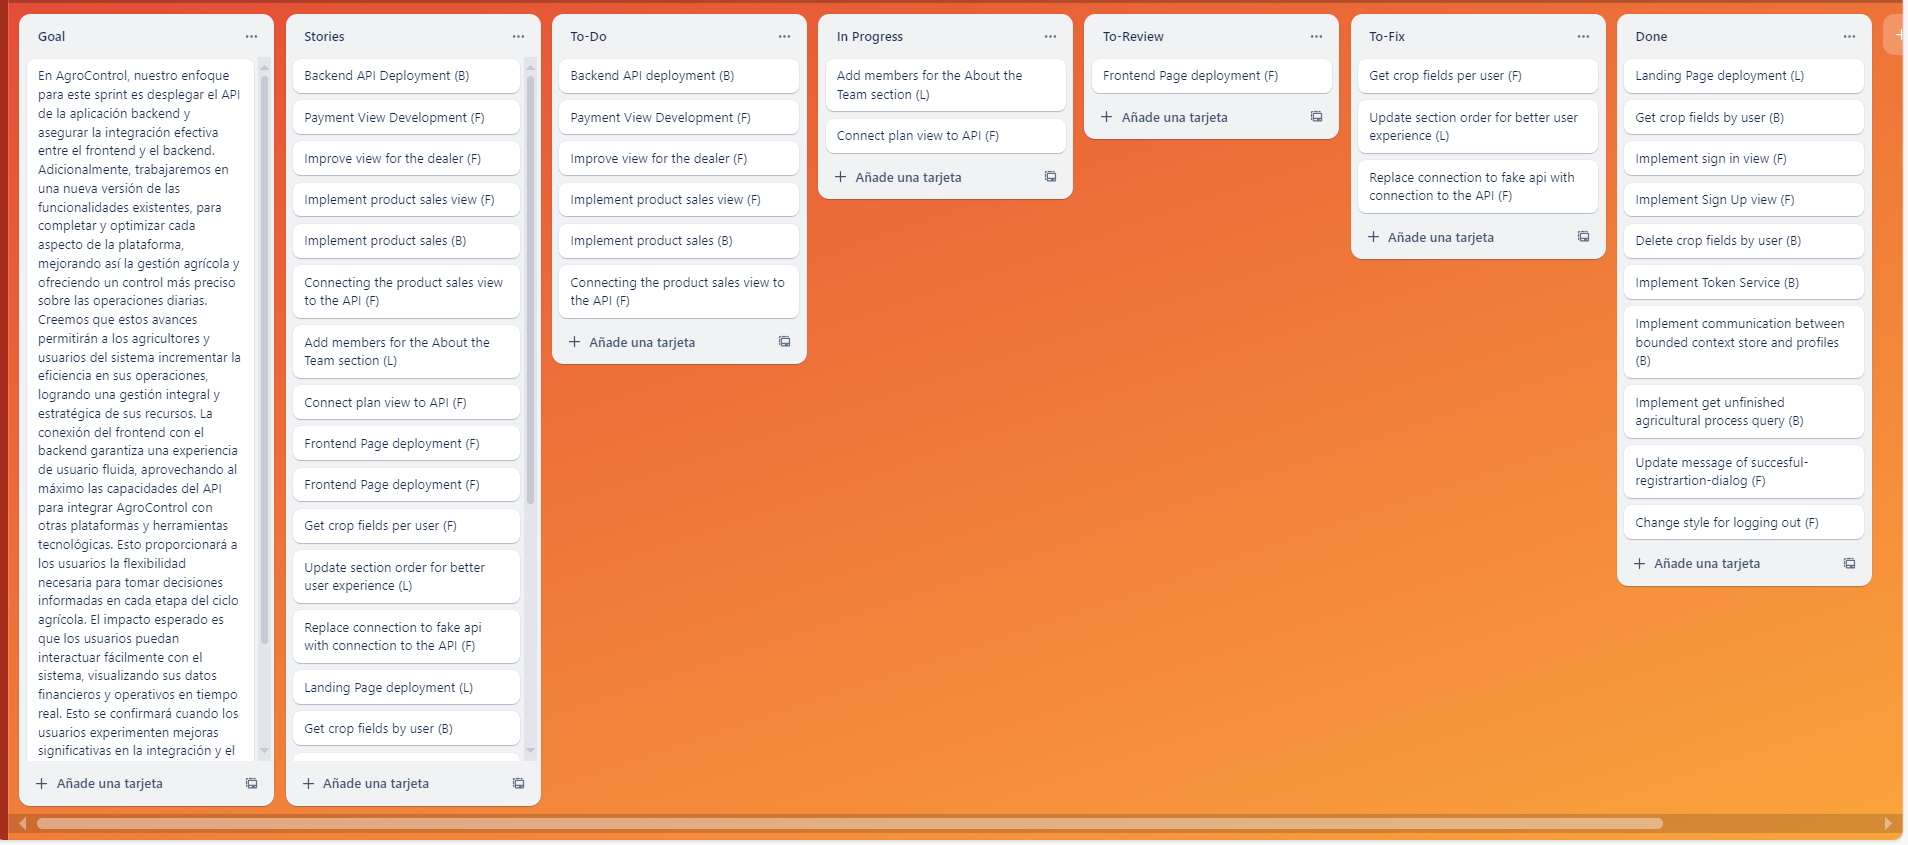 Goal
En AgroControl, nuestro enfoque
para este sprint es desplegar el API
de la aplicación backend y
asegurar la integración efectiva
entre el frontend y el backend.
Adicionalmente, trabajaremos en
una nueva versión de las
funcionalidades existentes, para
completar y optimizar cada
aspecto de la plataforma,
mejorando así la gestión agrícola y
ofreciendo un control más preciso
sobre las operaciones diarias.
Creemos que estos avances
permitirán a los agricultores y
usuarios del sistema incrementar la
eficiencia en sus operaciones,
logrando una gestión integral y
estratégica de sus recursos. La
conexión del frontend con el
backend garantiza una experiencia
de usuario fluida, aprovechando al
máximo las capacidades del API
para integrar AgroControl con
otras plataformas y herramientas
tecnológicas. Esto proporcionará a
los usuarios la flexibilidad
necesaria para tomar decisiones
informadas en cada etapa del ciclo
agrícola. El impacto esperado es
que los usuarios puedan
interactuar fácilmente con el
sistema, visualizando sus datos
financieros y operativos en tiempo
real. Esto se confirmará cuando los
usuarios experimenten mejoras
significativas en la integración y el
Añade una tarjeta
Stories
Backend API Deployment (B)
Payment View Development (F)
Improve view for the dealer (F)
Implement product sales view (F)
Implement product sales (B)
Connecting the product sales view
to the API (F)
Add members for the About the
Team section (L)
Connect plan view to API (F)
Frontend Page deployment (F)
Frontend Page deployment (F)
Get crop fields per user (F)
Update section order for better
user experience (L)
Replace connection to fake api
with connection to the API (F)
Landing Page deployment (L)
Get crop fields by user (B)
Añade una tarjeta
To-Do
Backend API deployment (B)
Payment View Development (F)
Improve view for the dealer (F)
Implement product sales view (F)
Implement product sales (B)
Connecting the product sales view to
the API (F)
Añade una tarjeta
In Progress
Add members for the About the
Team section (L)
Connect plan view to API (F)
Añade una tarjeta
To-Review
Frontend Page deployment (F)
Añade una tarjeta
To-Fix
Get crop fields per user (F)
Update section order for better user
experience (L)
Replace connection to fake api with
connection to the API (F)
Añade una tarjeta
Done
Landing Page deployment (L)
Get crop fields by user (B)
Implement sign in view (F)
Implement Sign Up view (F)
Delete crop fields by user (B)
Implement Token Service (B)
Implement communication between
bounded context store and profiles
(B)
Implement get unfinished
agricultural process query (B)
Update message of succesful-
registrartion-dialog (F)
Change style for logging out (F)
Añade una tarjeta